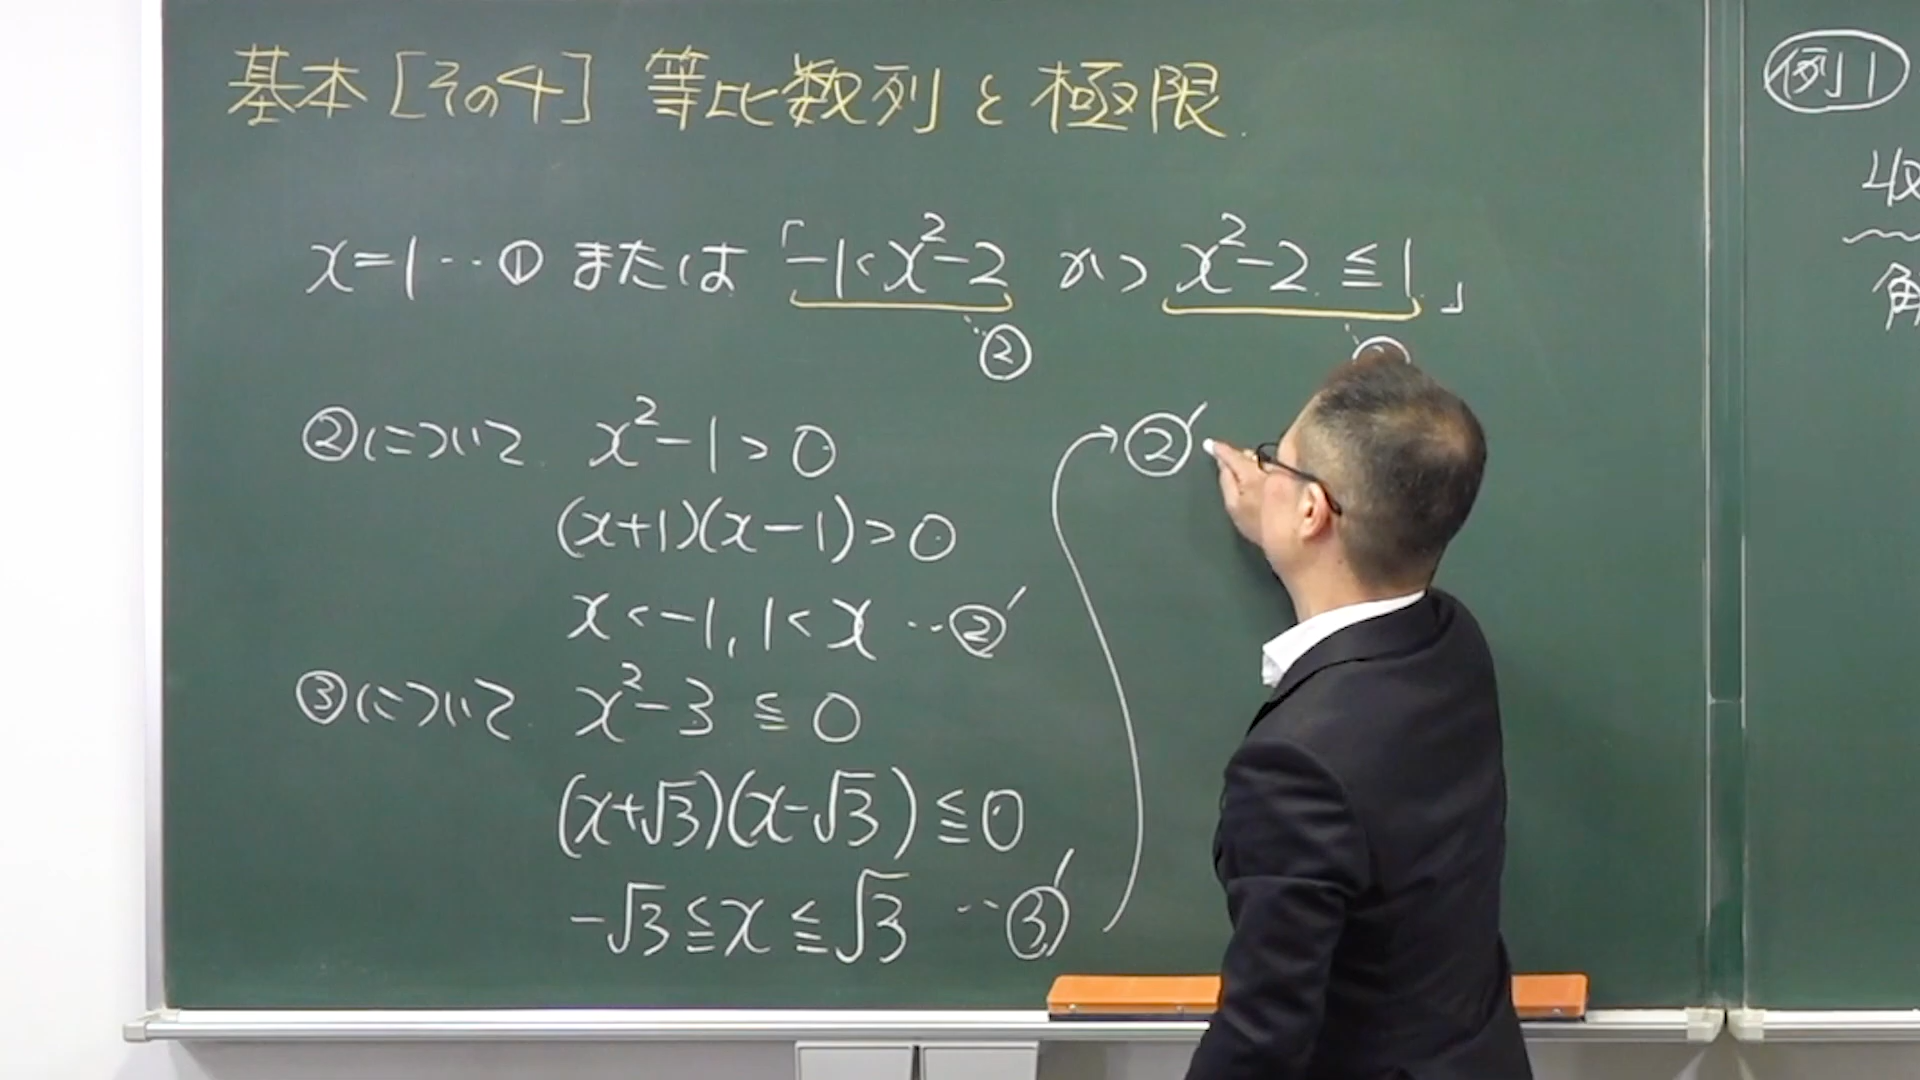 基本[その4] 等比数列と極限.
x=1 … ① または「-1<x²-2 かつ x²-2≦1」
… ②
②について x²-1>0
(x+1)(x-1)>0
x<-1, 1<x … ②′
③について x²-3≦0
(x+√3)(x-√3)≦0
-√3≦x≦√3 … ③′
②′
例1
収
角